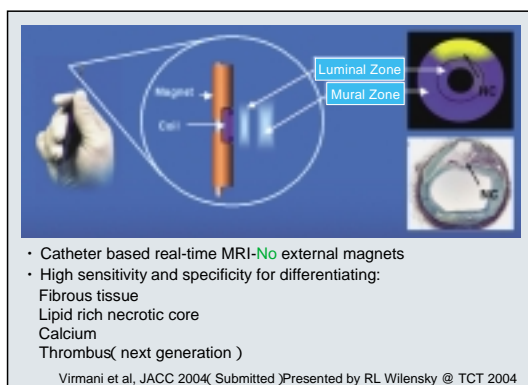 Luminal Zone
Magnet
Mural Zone
Coil
NC
NC
・ Catheter based real-time MRI-No external magnets
・ High sensitivity and specificity for differentiating:
Fibrous tissue
Lipid rich necrotic core
Calcium
Thrombus( next generation )
Virmani et al, JACC 2004( Submitted )Presented by RL Wilensky @ TCT 2004